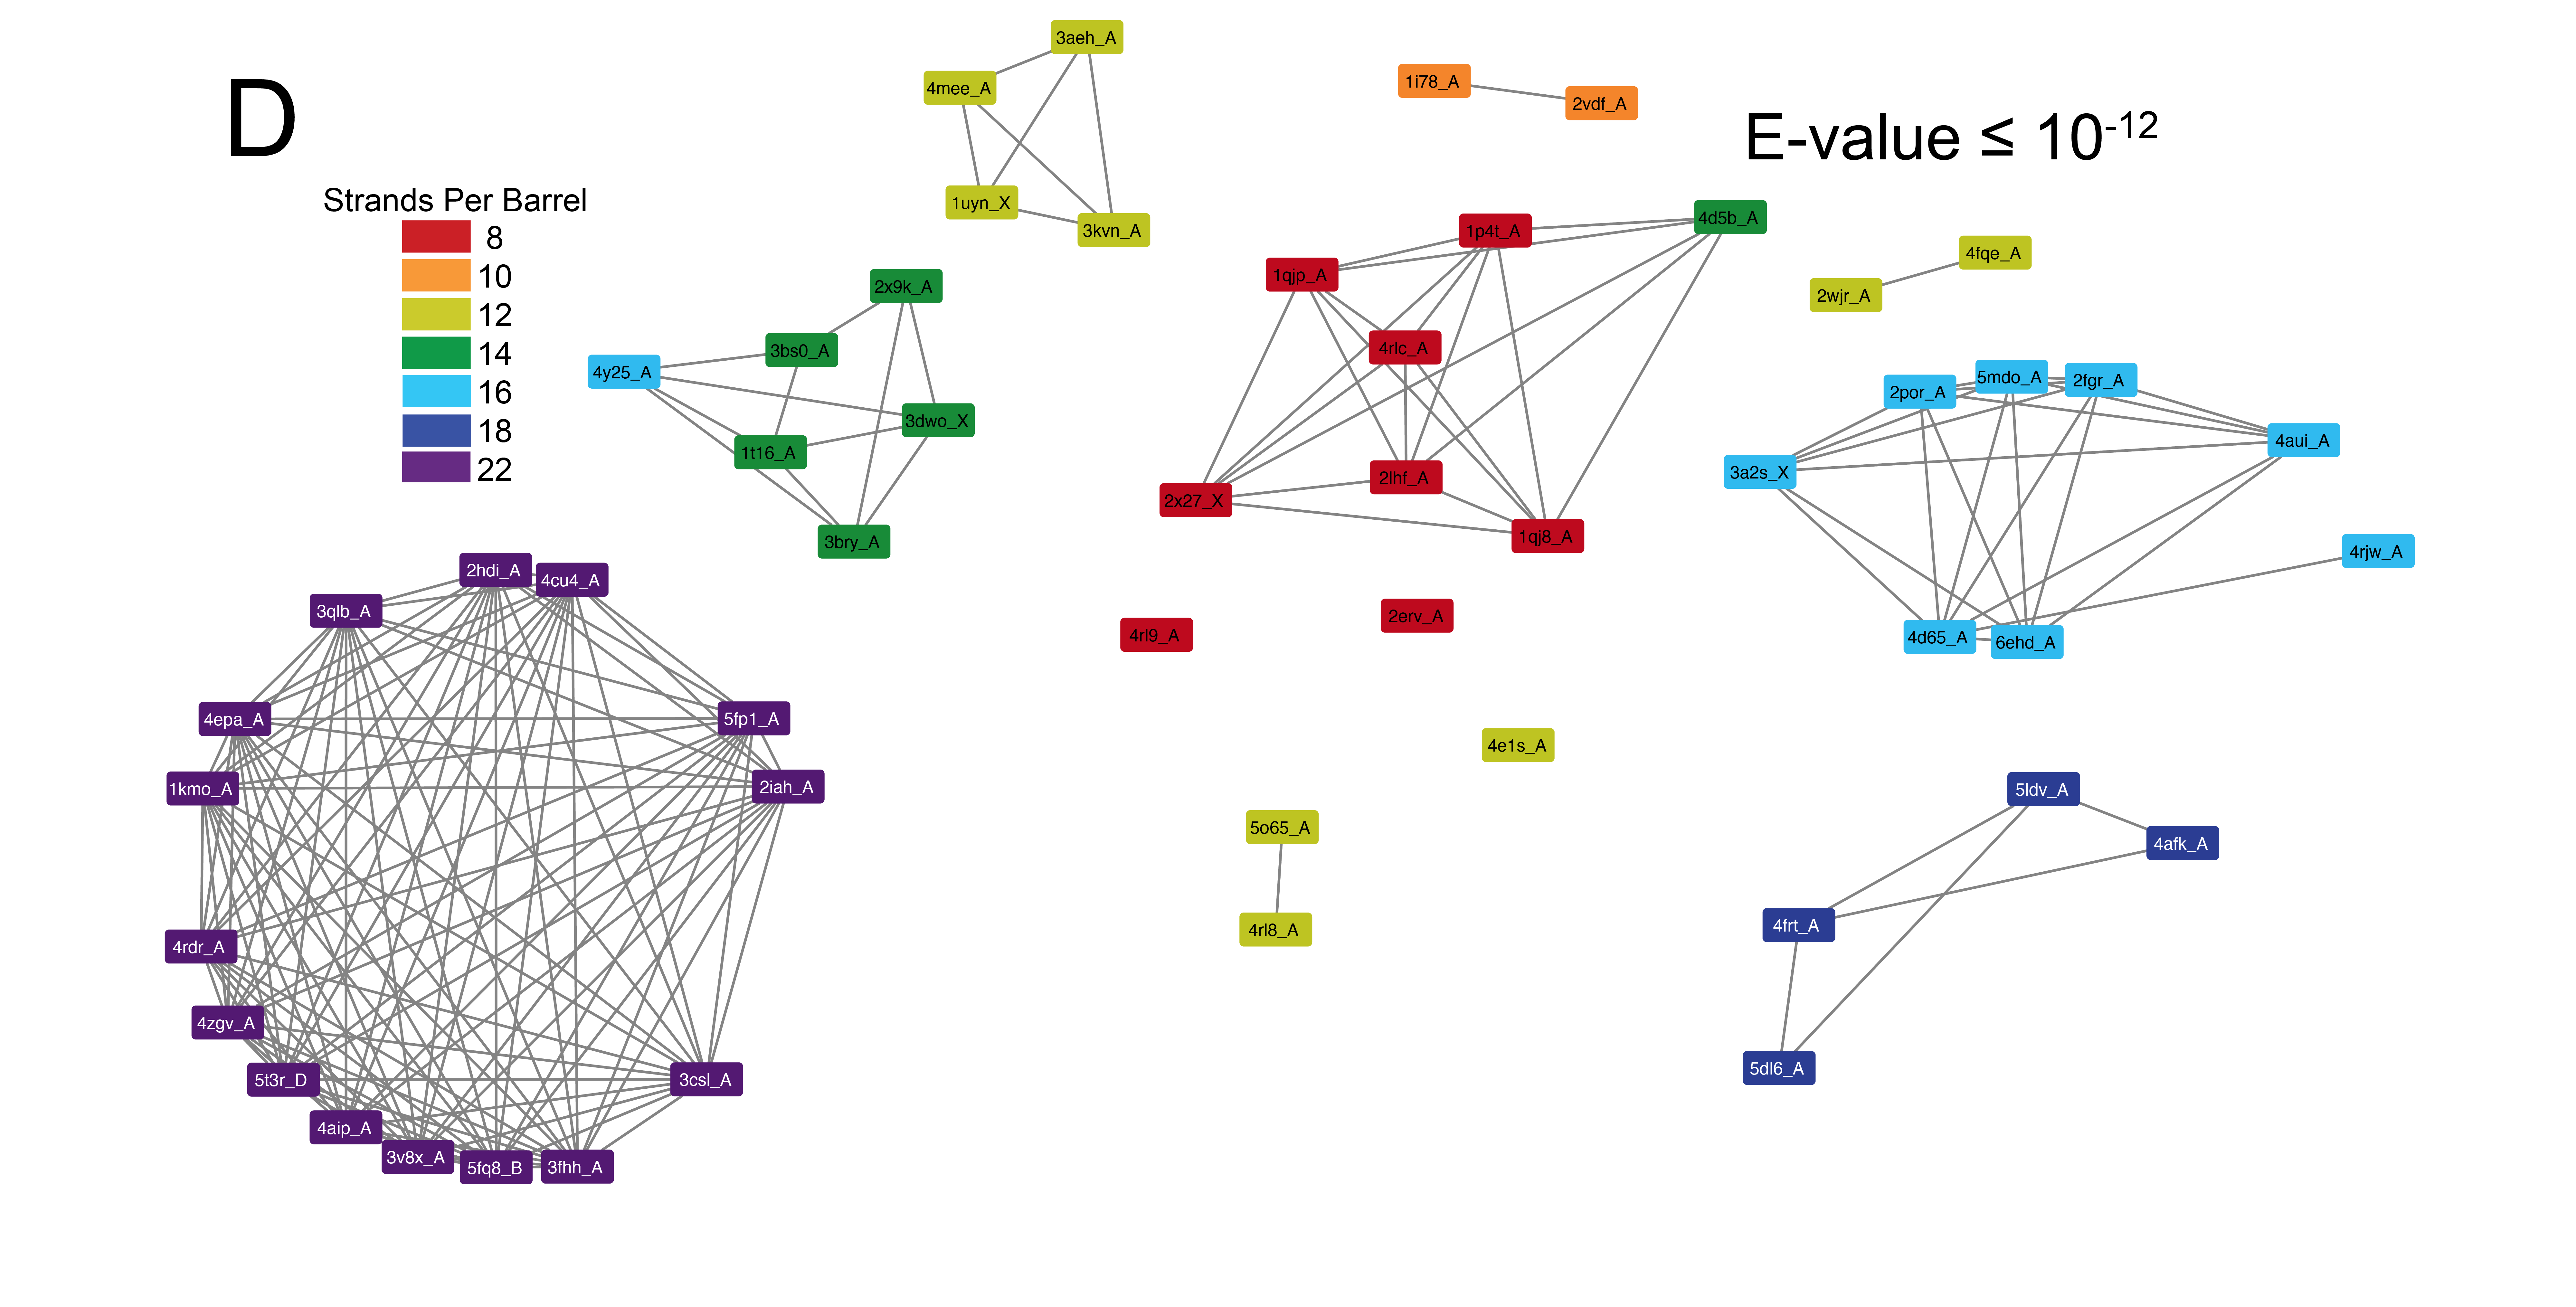 D
E-value ≤ 10-12
Strands Per Barrel
8
10
12
14
16
18
22
3aeh_A
4mee_A
1uyn_X
3kvn_A
1i78_A
2vdf_A
2x9k_A
3bs0_A
4y25_A
3dwo_X
1t16_A
3bry_A
4d5b_A
1p4t_A
1qjp_A
4rlc_A
2lhf_A
2x27_X
1qj8_A
4fqe_A
2wjr_A
2por_A
5mdo_A
2fgr_A
4aui_A
3a2s_X
4rjw_A
4d65_A
6ehd_A
4rl9_A
2erv_A
4e1s_A
5o65_A
4rl8_A
5ldv_A
4afk_A
4frt_A
5dl6_A
2hdi_A
4cu4_A
3qlb_A
4epa_A
5fp1_A
1kmo_A
2iah_A
4rdr_A
4zgv_A
5t3r_D
3csl_A
4aip_A
3v8x_A
5fq8_B
3fhh_A